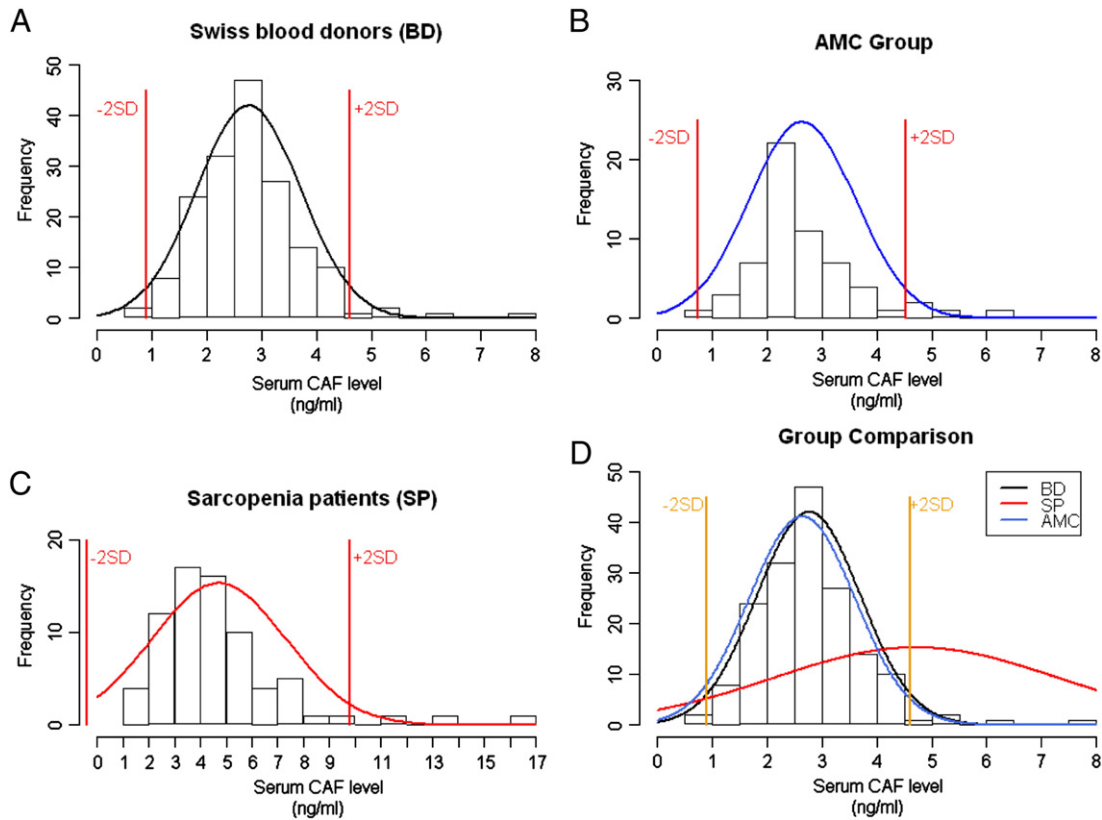 A
Swiss blood donors (BD)
50
40
30
20
10
0
Frequency
-2SD
+2SD
0 1 2 3 4 5 6 7 8
Serum CAF level
(ng/ml)
B
AMC Group
30
20
10
0
Frequency
-2SD
+2SD
0 1 2 3 4 5 6 7 8
Serum CAF level
(ng/ml)
C
Sarcopenia patients (SP)
20
10
0
Frequency
-2SD
+2SD
0 1 2 3 4 5 6 7 8 9 11 13 15 17
Serum CAF level
(ng/ml)
D
Group Comparison
50
40
30
20
10
0
Frequency
-2SD
+2SD
BD
SP
AMC
0 1 2 3 4 5 6 7 8
Serum CAF level
(ng/ml)